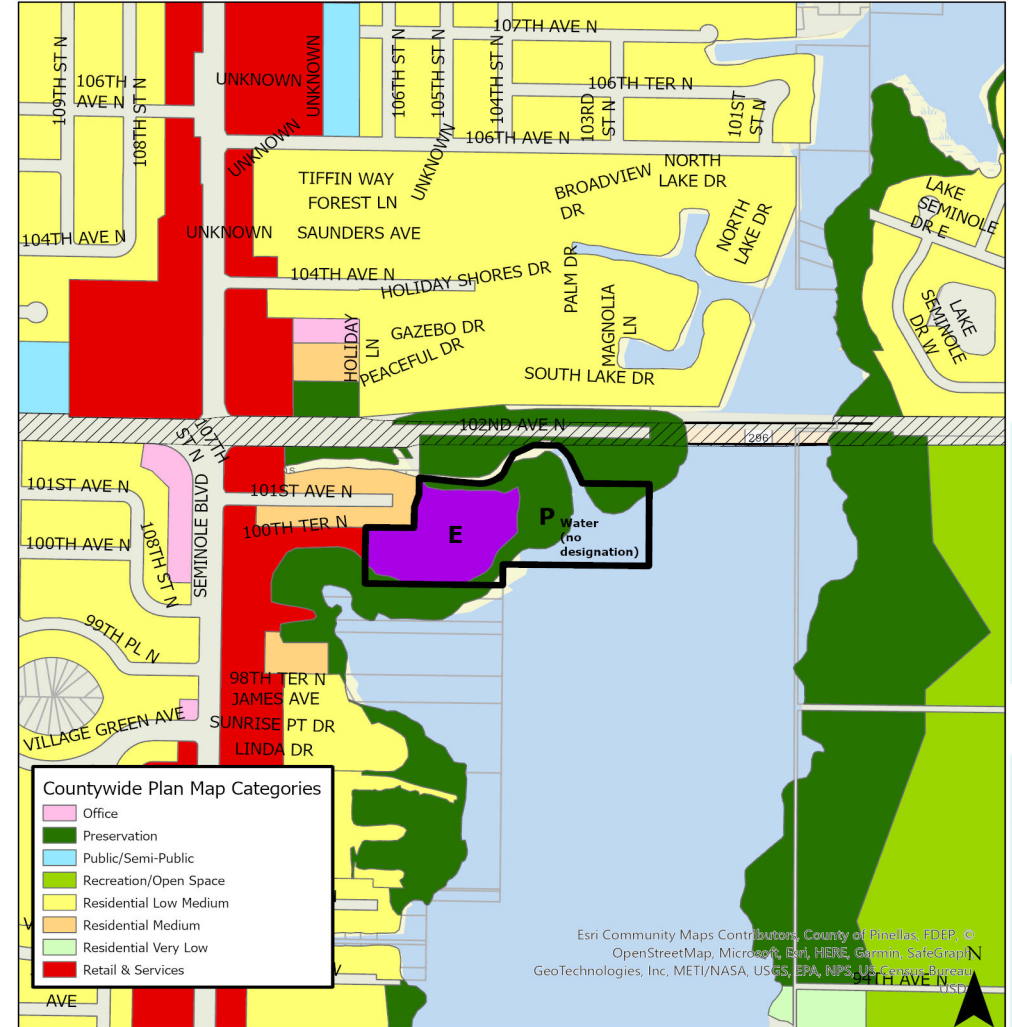 107TH AVE N
109TH ST N
106TH
AVE N
108TH ST N
UNKNOWN
UNKNOWN
106TH ST N
105TH ST N
104TH ST N
106TH TER N
103RD
ST N
101ST
ST N
106TH AVE N
UNKNOWN
UNKNOWN
TIFFIN WAY
FOREST LN
BROADVIEW
DR
NORTH
LAKE DR
NORTH
LAKE DR
LAKE
SEMINOLE
DR E
104TH AVE N
UNKNOWN
SAUNDERS AVE
104TH AVE N
HOLIDAY SHORES DR
PALM DR
MAGNOLIA
LN
LAKE
SEMINOLE
DR W
HOLIDAY
LN
GAZEBO DR
PEACEFUL DR
SOUTH LAKE DR
102ND AVE N
296
107TH
ST N
101ST AVE N
101ST AVE N
100TH TER N
100TH AVE N
108TH ST N
SEMINOLE BLVD
E
P
Water
(no
designation)
99TH PL N
98TH TER N
JAMES AVE
VILLAGE GREEN AVE
SUNRISE PT DR
LINDA DR
Countywide Plan Map Categories
Office
Preservation
Public/Semi-Public
Recreation/Open Space
Residential Low Medium
Residential Medium
Residential Very Low
Retail & Services
AVE
Esri Community Maps Contributors, County of Pinellas, FDEP, ©
OpenStreetMap, Microsoft, Esri, HERE, Garmin, SafeGraph,
GeoTechnologies, Inc, METI/NASA, USGS, EPA, NPS, US Census Bureau,
USDA
94TH AVE N
N